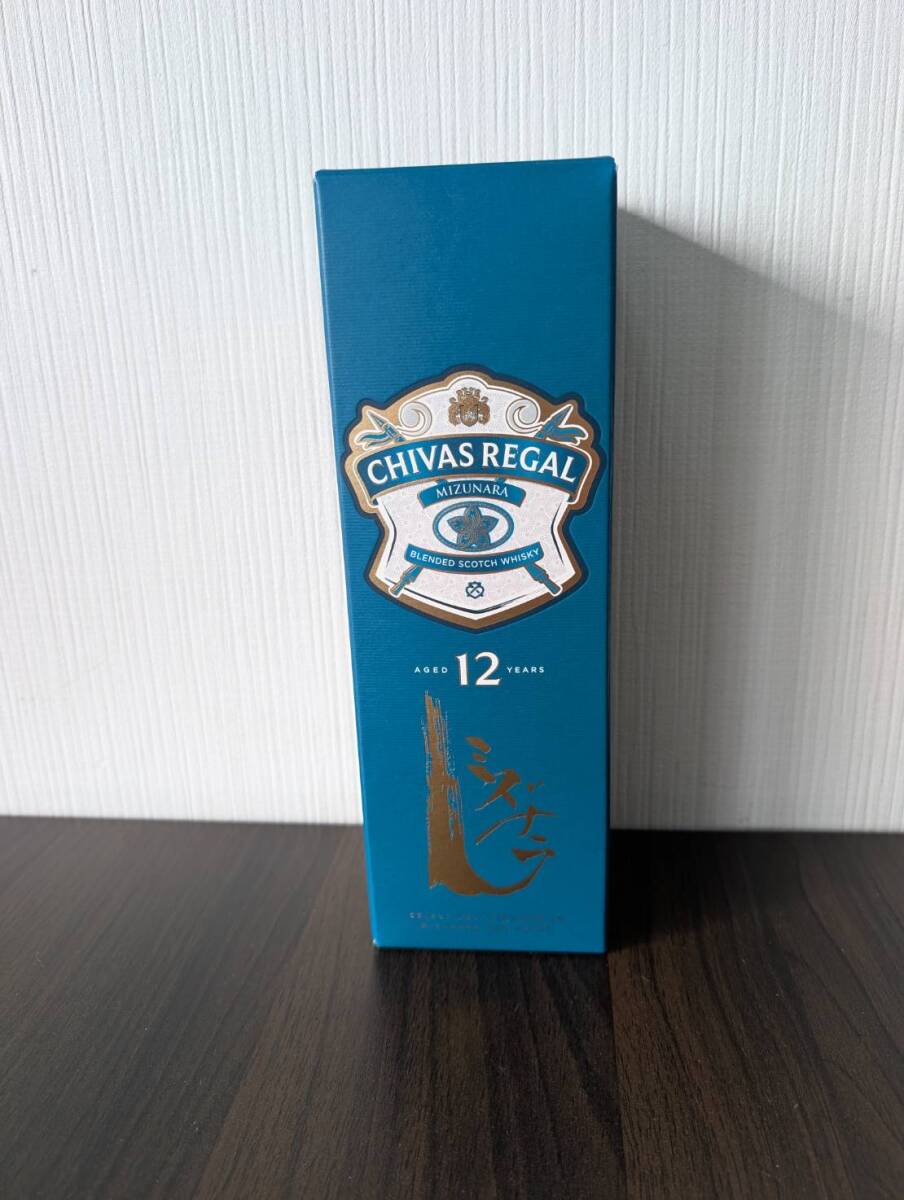 CHIVAS REGAL
MIZUNARA
BLENDED SCOTCH WHISKY
AGED 12 YEARS
ミズナラ